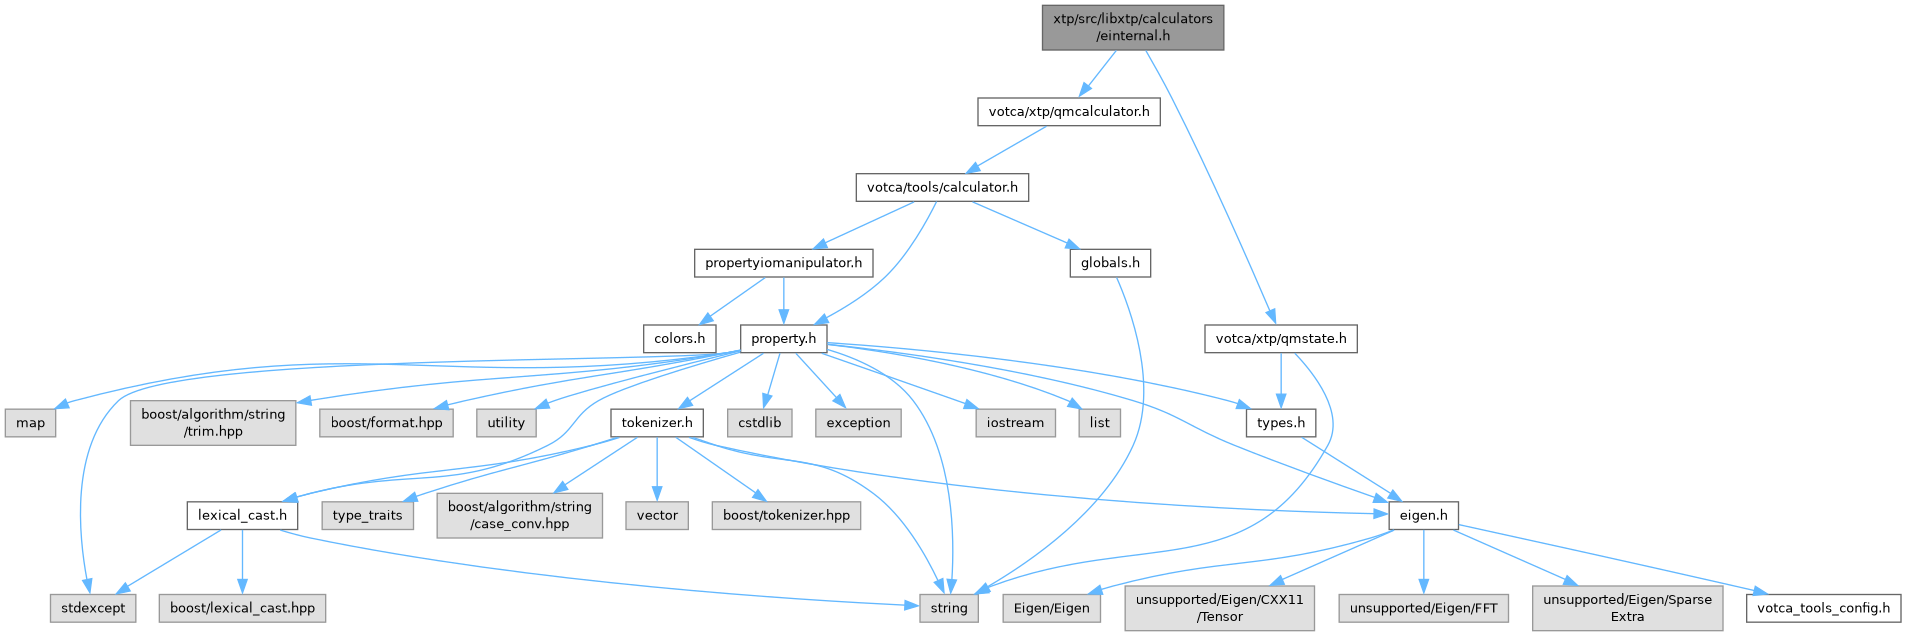 xtp/src/libxtp/calculators
/einternal.h
votca/xtp/qmcalculator.h
votca/tools/calculator.h
propertyiomanipulator.h
globals.h
colors.h
property.h
votca/xtp/qmstate.h
map
boost/algorithm/string
/trim.hpp
boost/format.hpp
utility
tokenizer.h
cstdlib
exception
iostream
list
types.h
lexical_cast.h
type_traits
boost/algorithm/string
/case_conv.hpp
vector
boost/tokenizer.hpp
eigen.h
stdexcept
boost/lexical_cast.hpp
string
Eigen/Eigen
unsupported/Eigen/CXX11
/Tensor
unsupported/Eigen/FFT
unsupported/Eigen/Sparse
Extra
votca_tools_config.h